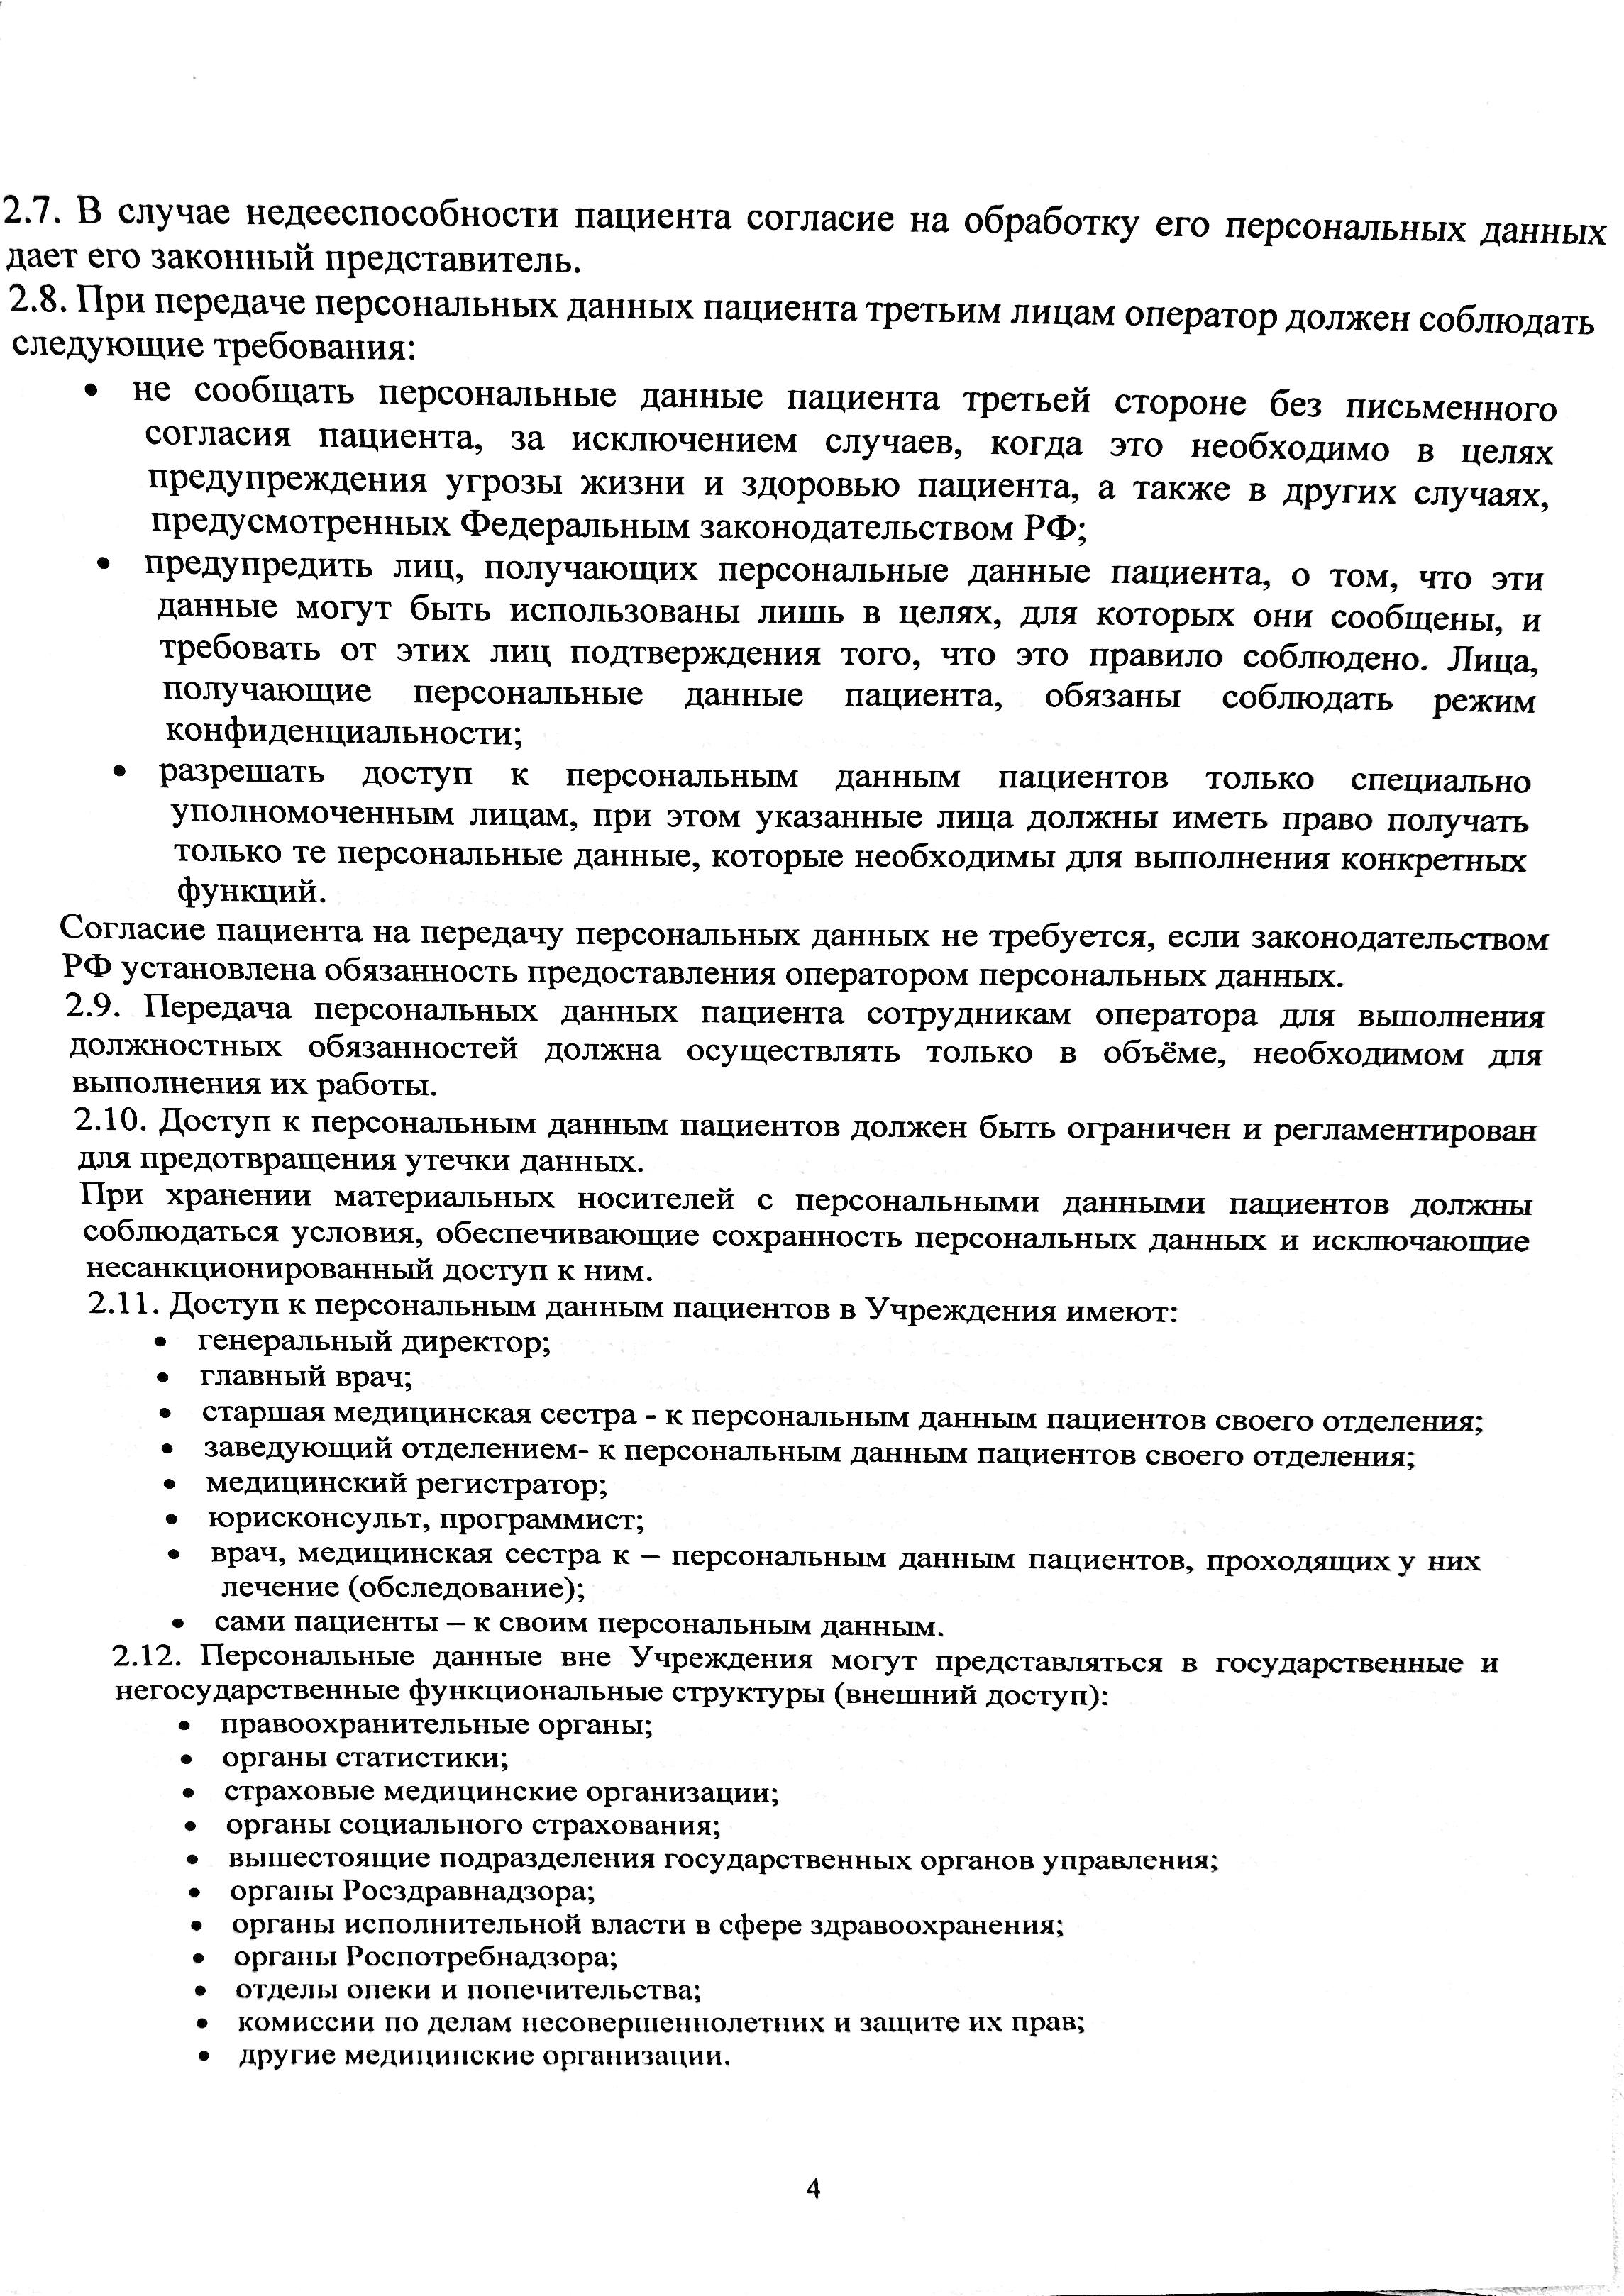 2.7. В случае недееспособности пациента согласие на обработку его персональных данных
дает его законный представитель.
2.8. При передаче персональных данных пациента третьим лицам оператор должен соблюдать
следующие требования:
• не сообщать персональные данные пациента третьей стороне без письменного
согласия пациента, за исключением случаев, когда это необходимо в целях
предупреждения угрозы жизни и здоровью пациента, а также в других случаях,
предусмотренных Федеральным законодательством РФ;
• предупредить лиц, получающих персональные данные пациента, о том, что эти
данные могут быть использованы лишь в целях, для которых они сообщены, и
требовать от этих лиц подтверждения того, что это правило соблюдено. Лица,
получающие персональные данные пациента, обязаны соблюдать режим
конфиденциальности;
• разрешать доступ к персональным данным пациентов только специально
уполномоченным лицам, при этом указанные лица должны иметь право получать
только те персональные данные, которые необходимы для выполнения конкретных
функций.
Согласие пациента на передачу персональных данных не требуется, если законодательством
РФ установлена обязанность предоставления оператором персональных данных.
2.9. Передача персональных данных пациента сотрудникам оператора для выполнения
должностных обязанностей должна осуществлять только в объёме, необходимом для
выполнения их работы.
2.10. Доступ к персональным данным пациентов должен быть ограничен и регламентирован
для предотвращения утечки данных.
При хранении материальных носителей с персональными данными пациентов должны
соблюдаться условия, обеспечивающие сохранность персональных данных и исключающие
несанкционированный доступ к ним.
2.11. Доступ к персональным данным пациентов в Учреждения имеют:
• генеральный директор;
• главный врач;
• старшая медицинская сестра - к персональным данным пациентов своего отделения;
• заведующий отделением- к персональным данным пациентов своего отделения;
• медицинский регистратор;
• юрисконсульт, программист;
• врач, медицинская сестра к – персональным данным пациентов, проходящих у них
лечение (обследование);
• сами пациенты – к своим персональным данным.
2.12. Персональные данные вне Учреждения могут представляться в государственные и
негосударственные функциональные структуры (внешний доступ):
• правоохранительные органы;
• органы статистики;
• страховые медицинские организации;
• органы социального страхования;
• вышестоящие подразделения государственных органов управления;
• органы Росздравнадзора;
• органы исполнительной власти в сфере здравоохранения;
• органы Роспотребнадзора;
• отделы опеки и попечительства;
• комиссии по делам несовершеннолетних и защите их прав;
• другие медицинские организации.
4